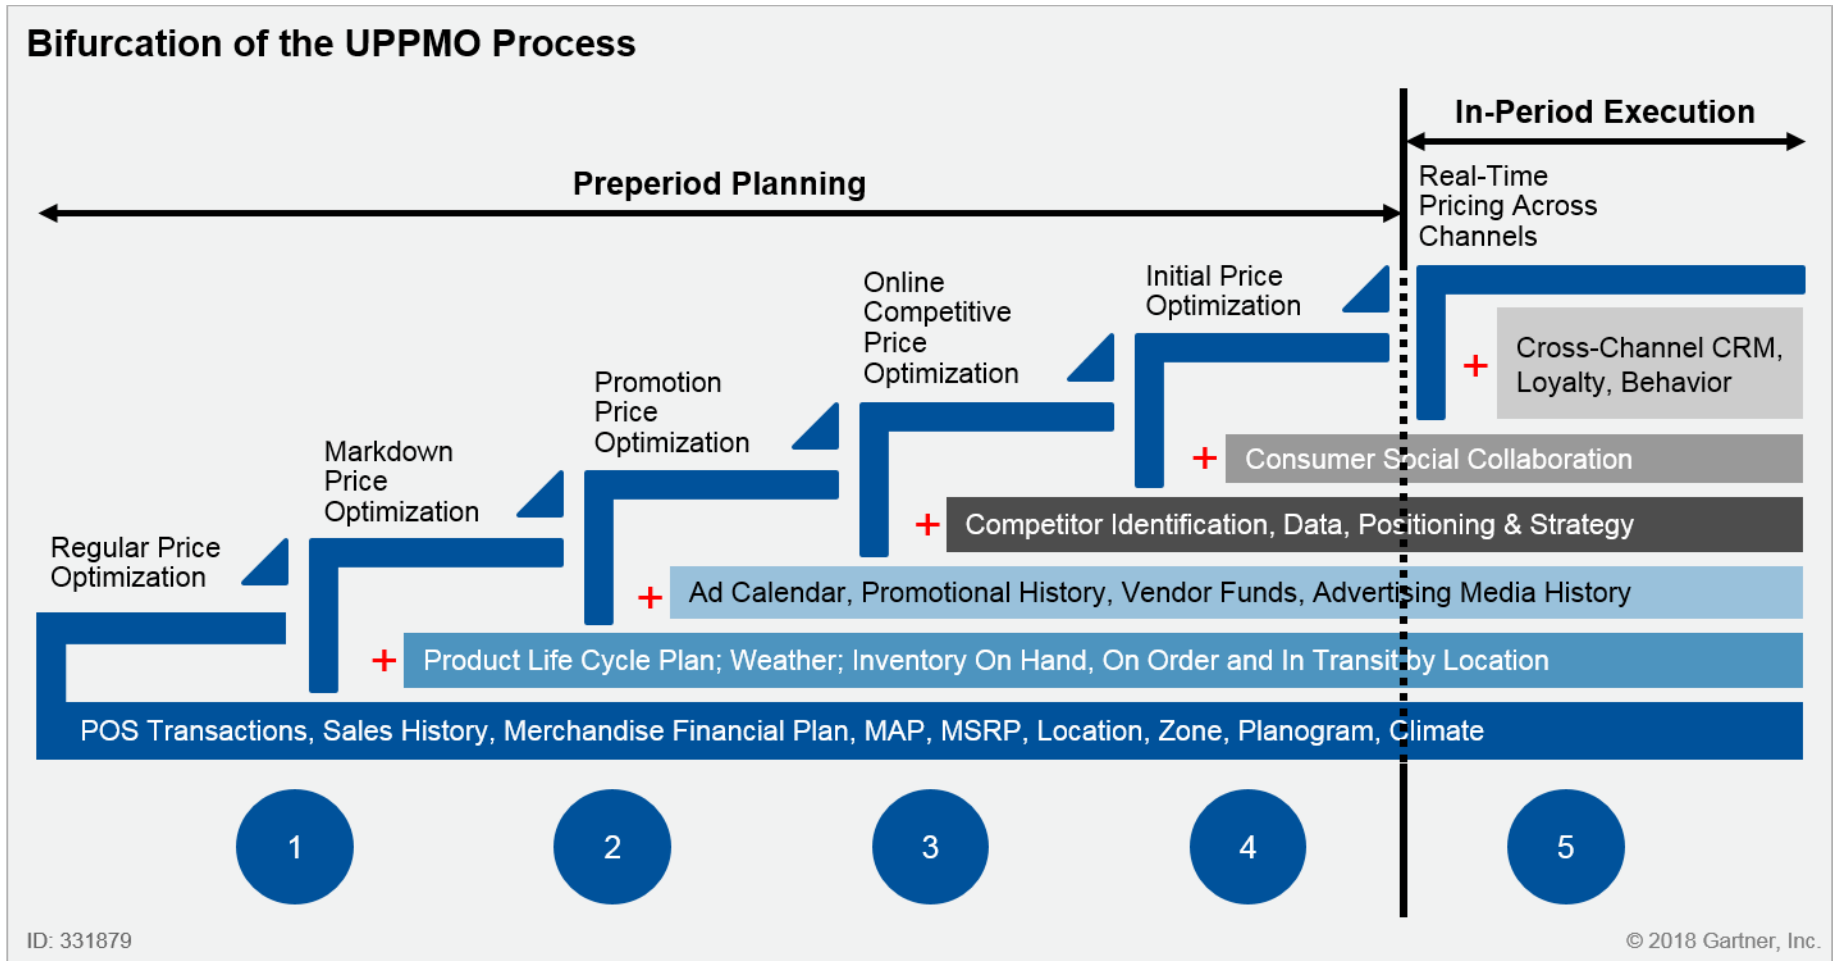 Bifurcation of the UPPMO Process
In-Period Execution
Preperiod Planning
Real-Time
Pricing Across
Channels
Initial Price
Optimization
Online
Competitive
Price
Optimization
Promotion
Price
Optimization
Markdown
Price
Optimization
Regular Price
Optimization
+ Cross-Channel CRM,
Loyalty, Behavior
+ Consumer Social Collaboration
+ Competitor Identification, Data, Positioning & Strategy
+ Ad Calendar, Promotional History, Vendor Funds, Advertising Media History
+ Product Life Cycle Plan; Weather; Inventory On Hand, On Order and In Transit by Location
POS Transactions, Sales History, Merchandise Financial Plan, MAP, MSRP, Location, Zone, Planogram, Climate
1 2 3 4 5
ID: 331879
© 2018 Gartner, Inc.